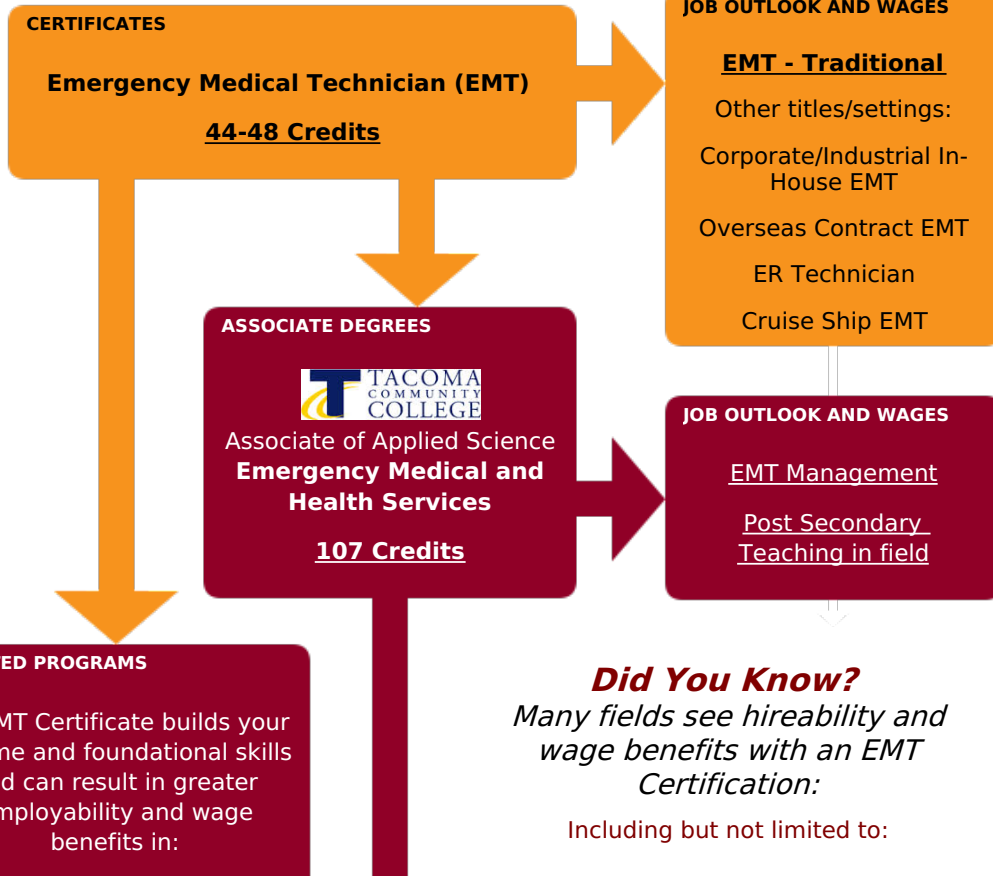 CERTIFICATES
Emergency Medical Technician (EMT)
44-48 Credits
JOB OUTLOOK AND WAGES
EMT - Traditional
Other titles/settings:
Corporate/Industrial In-
House EMT
Overseas Contract EMT
ER Technician
Cruise Ship EMT
ASSOCIATE DEGREES
TACOMA
COMMUNITY
COLLEGE
Associate of Applied Science
Emergency Medical and
Health Services
107 Credits
JOB OUTLOOK AND WAGES
EMT Management
Post Secondary
Teaching in field
PROGRAMS
Certificate builds your
and foundational skills
can result in greater
and wage
benefits in:
Did You Know?
Many fields see hireability and
wage benefits with an EMT
Certification:
Including but not limited to: